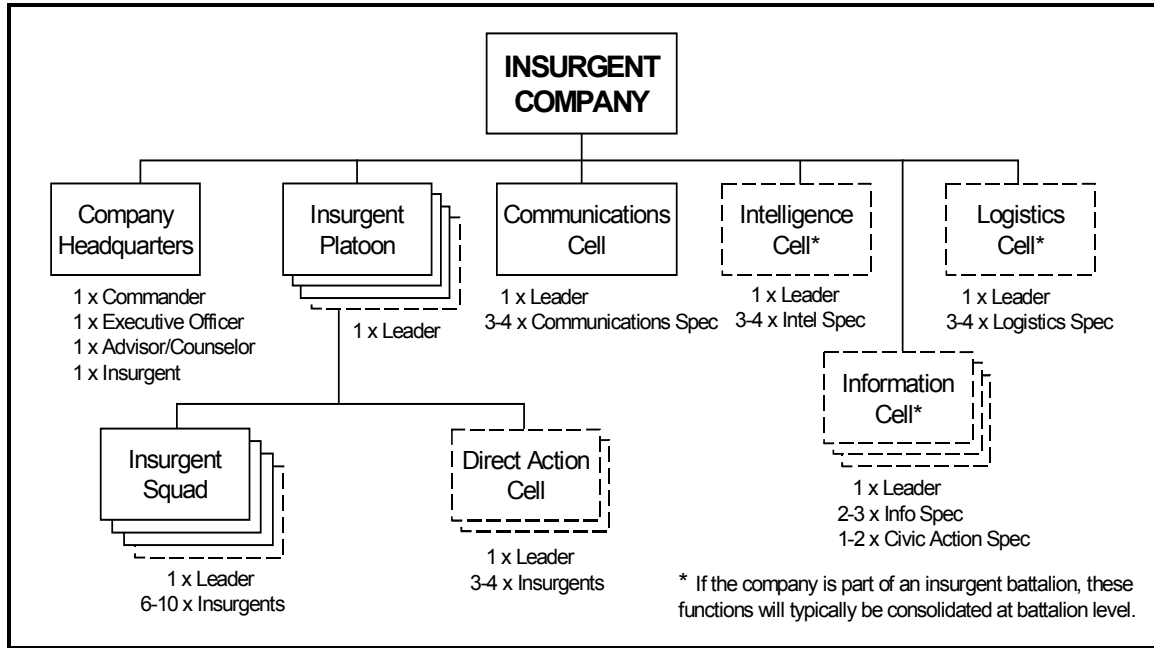 INSURGENT
COMPANY
Company
Headquarters
1 x Commander
1 x Executive Officer
1 x Advisor/Counselor
1 x Insurgent
Insurgent
Platoon
1 x Leader
Communications
Cell
1 x Leader
3-4 x Communications Spec
Intelligence
Cell*
1 x Leader
3-4 x Intel Spec
Logistics
Cell*
1 x Leader
3-4 x Logistics Spec
Insurgent
Squad
1 x Leader
6-10 x Insurgents
Direct Action
Cell
1 x Leader
3-4 x Insurgents
Information
Cell*
1 x Leader
2-3 x Info Spec
1-2 x Civic Action Spec
* If the company is part of an insurgent battalion, these
functions will typically be consolidated at battalion level.